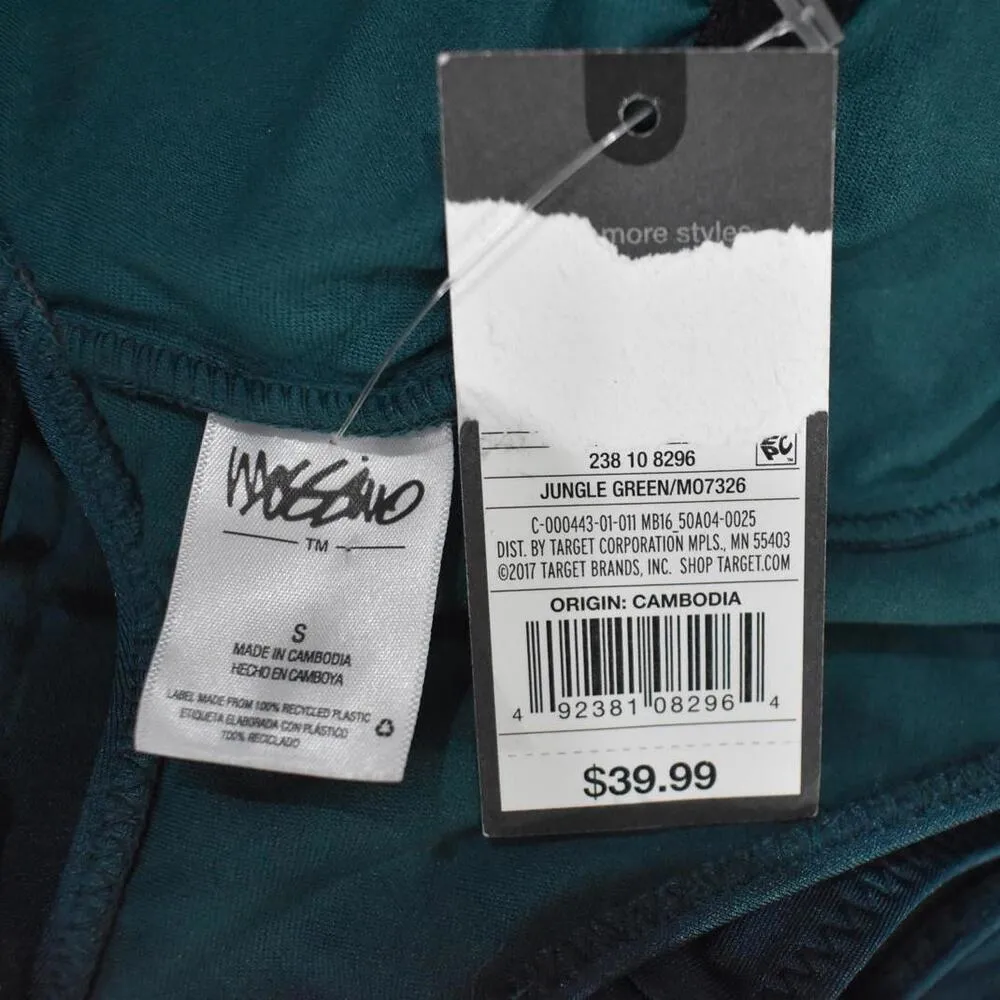 more styles
238 10 8296
JUNGLE GREEN/M07326
C-000443-01-011 MB16_50A04-0025
DIST. BY TARGET CORPORATION MPLS., MN 55403
©2017 TARGET BRANDS, INC. SHOP TARGET.COM
ORIGIN: CAMBODIA
4 92381 08296 4
$39.99
mossimo
TM
S
MADE IN CAMBODIA
HECHO EN CAMBOYA
LABEL MADE FROM 100% RECYCLED PLASTIC
ETIQUETA ELABORADA CON PLÁSTICO
100% RECICLADO